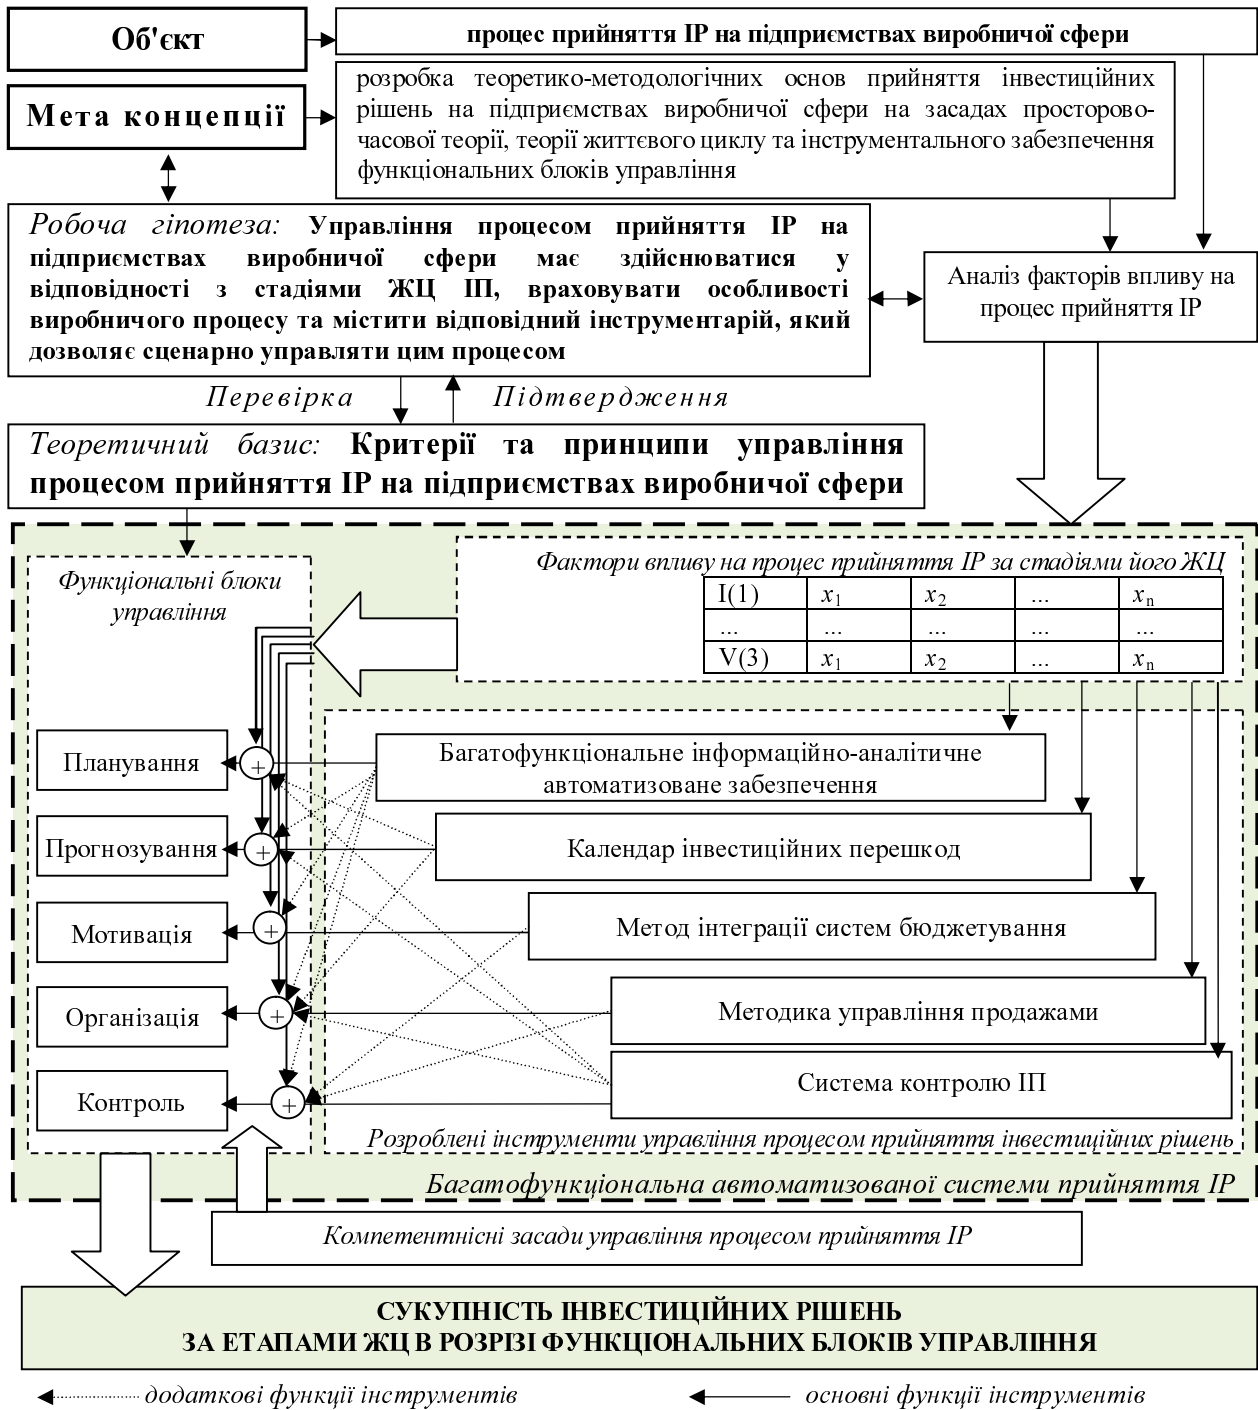 Об'єкт
процес прийняття ІР на підприємствах виробничої сфери
Мета концепції
розробка теоретико-методологічних основ прийняття інвестиційних
рішень на підприємствах виробничої сфери на засадах просторово-
часової теорії, теорії життєвого циклу та інструментального забезпечення
функціональних блоків управління
Робоча гіпотеза: Управління процесом прийняття ІР на
підприємствах виробничої сфери має здійснюватися у
відповідності з стадіями ЖЦ ІП, враховувати особливості
виробничого процесу та містити відповідний інструментарій, який
дозволяє сценарно управляти цим процесом
Аналіз факторів впливу на
процес прийняття ІР
Перевірка
Підтвердження
Теоретичний базис: Критерії та принципи управління
процесом прийняття ІР на підприємствах виробничої сфери
Функціональні блоки
управління
Фактори впливу на процес прийняття ІР за стадіями його ЖЦ
І(1) x1 x2 ... xn
... ... ... ... ...
V(3) x1 x2 ... xn
Планування
+
Багатофункціональне інформаційно-аналітичне
автоматизоване забезпечення
Прогнозування
+
Календар інвестиційних перешкод
Мотивація
+
Метод інтеграції систем бюджетування
Організація
+
Методика управління продажами
Контроль
+
Система контролю ІП
Розроблені інструменти управління процесом прийняття інвестиційних рішень
Багатофункціональна автоматизованої системи прийняття ІР
Компетентнісні засади управління процесом прийняття ІР
СУКУПНІСТЬ ІНВЕСТИЦІЙНИХ РІШЕНЬ
ЗА ЕТАПАМИ ЖЦ В РОЗРІЗІ ФУНКЦІОНАЛЬНИХ БЛОКІВ УПРАВЛІННЯ
додаткові функції інструментів
основні функції інструментів